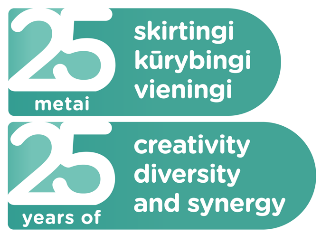 25
metai
skirtingi
kūrybingi
vieningi
25
years of
creativity
diversity
and synergy